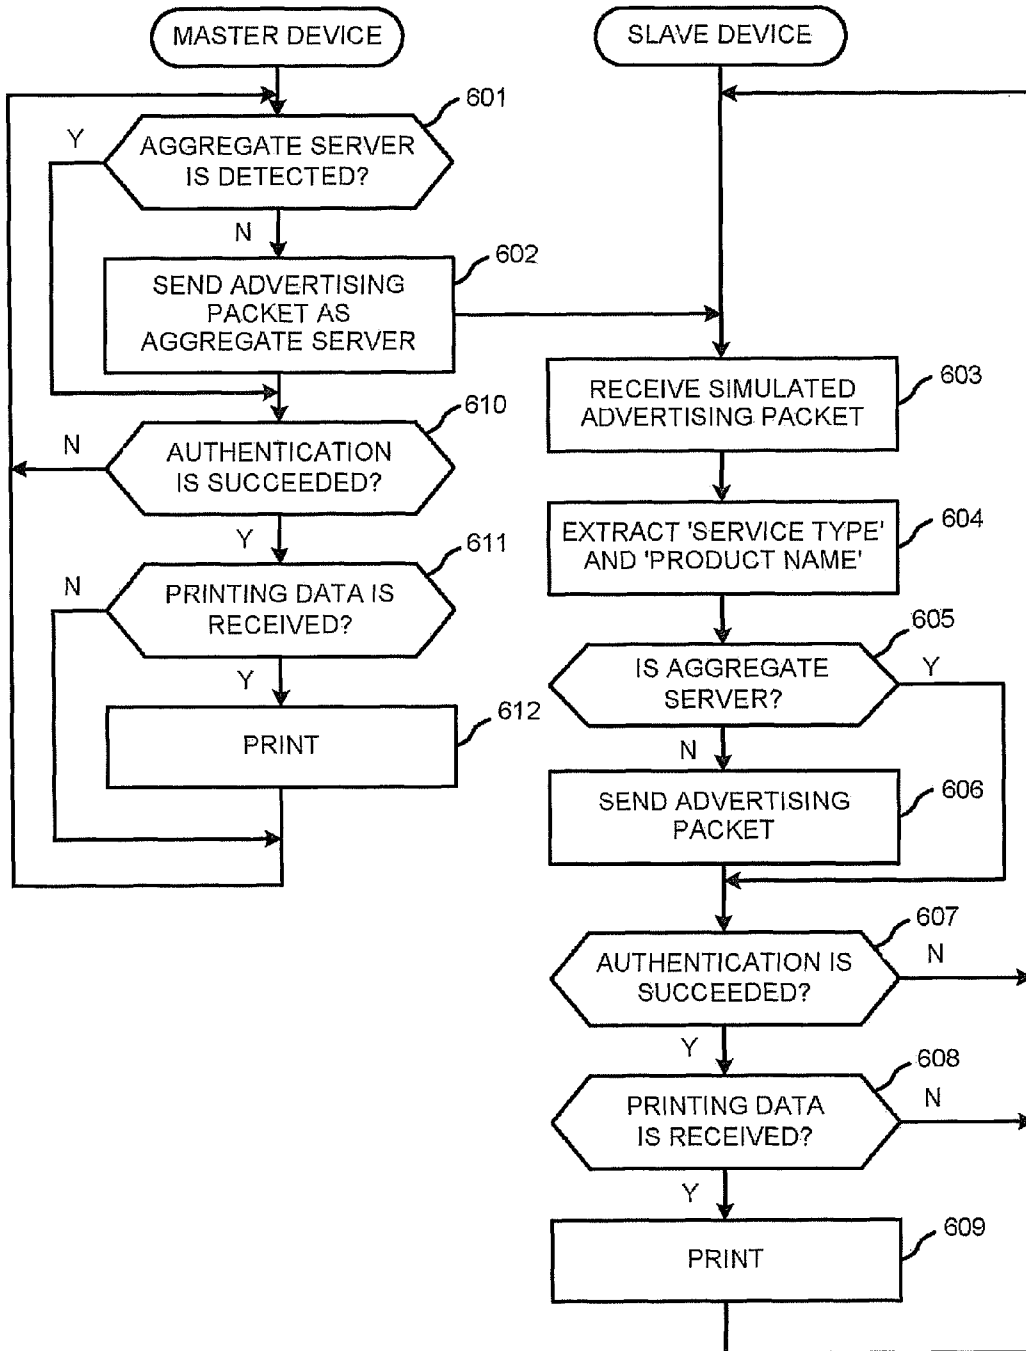 MASTER DEVICE
601
AGGREGATE SERVER
IS DETECTED?
Y
N
602
SEND ADVERTISING
PACKET AS
AGGREGATE SERVER
610
AUTHENTICATION
IS SUCCEEDED?
N
Y
611
PRINTING DATA IS
RECEIVED?
N
Y
612
PRINT
SLAVE DEVICE
603
RECEIVE SIMULATED
ADVERTISING PACKET
604
EXTRACT 'SERVICE TYPE'
AND 'PRODUCT NAME'
605
IS AGGREGATE
SERVER?
Y
N
606
SEND ADVERTISING
PACKET
607
AUTHENTICATION IS
SUCCEEDED?
N
Y
608
PRINTING DATA
IS RECEIVED?
N
Y
609
PRINT